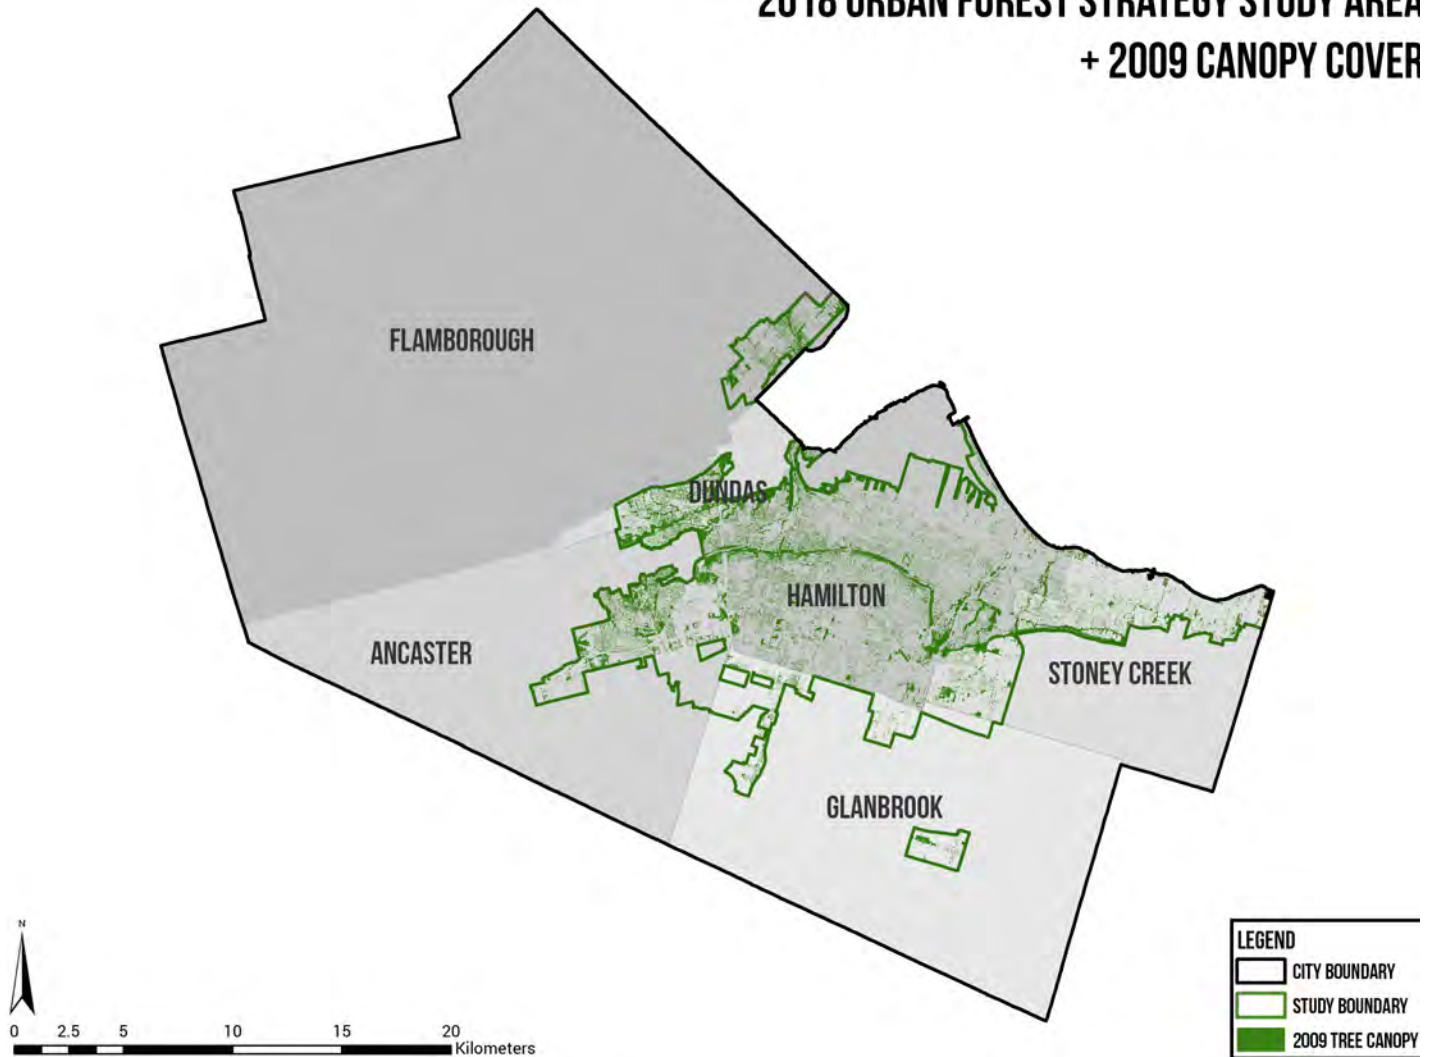 2018 URBAN FOREST STRATEGY STUDY AREA
+ 2009 CANOPY COVER
FLAMBOROUGH
DUNDAS
HAMILTON
ANCASTER
STONEY CREEK
GLANBROOK
N
0 2.5 5 10 15 20
Kilometers
LEGEND
CITY BOUNDARY
STUDY BOUNDARY
2009 TREE CANOPY